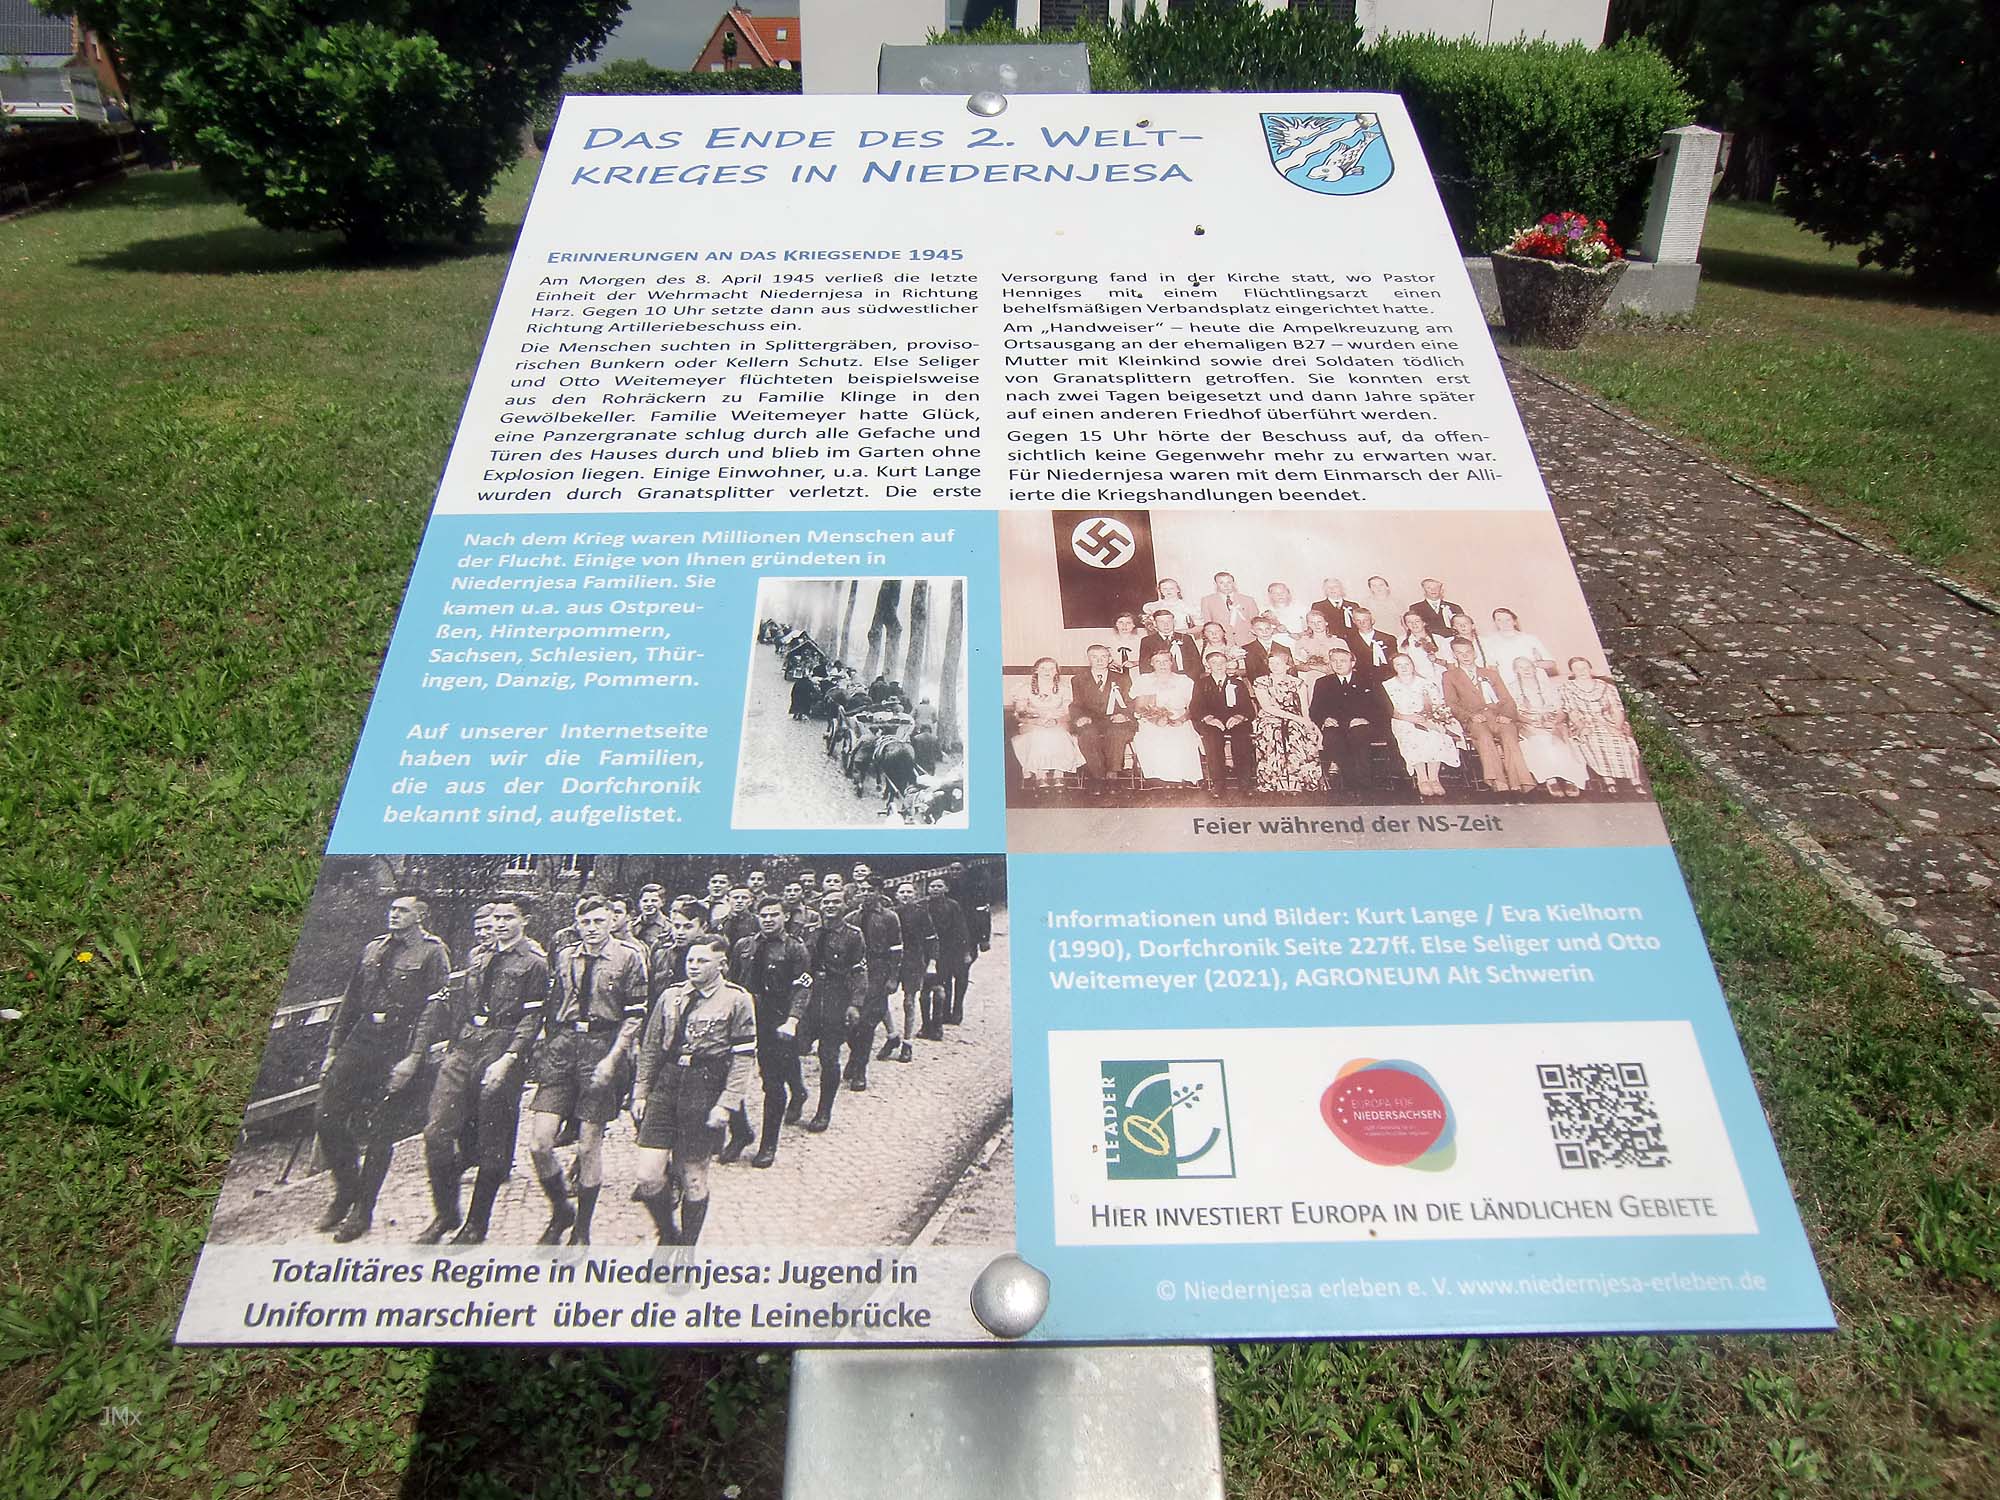 DAS ENDE DES 2. WELT-
KRIEGES IN NIEDERNJESA
ERINNERUNGEN AN DAS KRIEGSENDE 1945
Am Morgen des 8. April 1945 verließ die letzte
Einheit der Wehrmacht Niedernjesa in Richtung
Harz. Gegen 10 Uhr setzte dann aus südwestlicher
Richtung Artilleriebeschuss ein.
Die Menschen suchten in Splittergräben, proviso-
rischen Bunkern oder Kellern Schutz. Else Seliger
und Otto Weitemeyer flüchteten beispielsweise
aus den Rohräckern zu Familie Klinge in den
Gewölbekeller. Familie Weitemeyer hatte Glück,
eine Panzergranate schlug durch alle Gefache und
Türen des Hauses durch und blieb im Garten ohne
Explosion liegen. Einige Einwohner, u.a. Kurt Lange
wurden durch Granatsplitter verletzt. Die erste
Versorgung fand in der Kirche statt, wo Pastor
Henniges mit einem Flüchtlingsarzt einen
behelfsmäßigen Verbandsplatz eingerichtet hatte.
Am „Handweiser“ – heute die Ampelkreuzung am
Ortsausgang an der ehemaligen B27 – wurden eine
Mutter mit Kleinkind sowie drei Soldaten tödlich
von Granatsplittern getroffen. Sie konnten erst
nach zwei Tagen beigesetzt und dann Jahre später
auf einen anderen Friedhof überführt werden.
Gegen 15 Uhr hörte der Beschuss auf, da offen-
sichtlich keine Gegenwehr mehr zu erwarten war.
Für Niedernjesa waren mit dem Einmarsch der Alli-
ierte die Kriegshandlungen beendet.
Nach dem Krieg waren Millionen Menschen auf
der Flucht. Einige von Ihnen gründeten in
Niedernjesa Familien. Sie
kamen u.a. aus Ostpreu-
ßen, Hinterpommern,
Sachsen, Schlesien, Thür-
ingen, Danzig, Pommern.
Auf unserer Internetseite
haben wir die Familien,
die aus der Dorfchronik
bekannt sind, aufgelistet.
Feier während der NS-Zeit
Totalitäres Regime in Niedernjesa: Jugend in
Uniform marschiert über die alte Leinebrücke
Informationen und Bilder: Kurt Lange / Eva Kielhorn
(1990), Dorfchronik Seite 227ff. Else Seliger und Otto
Weitemeyer (2021), AGRONEUM Alt Schwerin
LEADER
EUROPA FÜR
NIEDERSACHSEN
HIER INVESTIERT EUROPA IN DIE LÄNDLICHEN GEBIETE
© Niedernjesa erleben e. V. www.niedernjesa-erleben.de
JMx